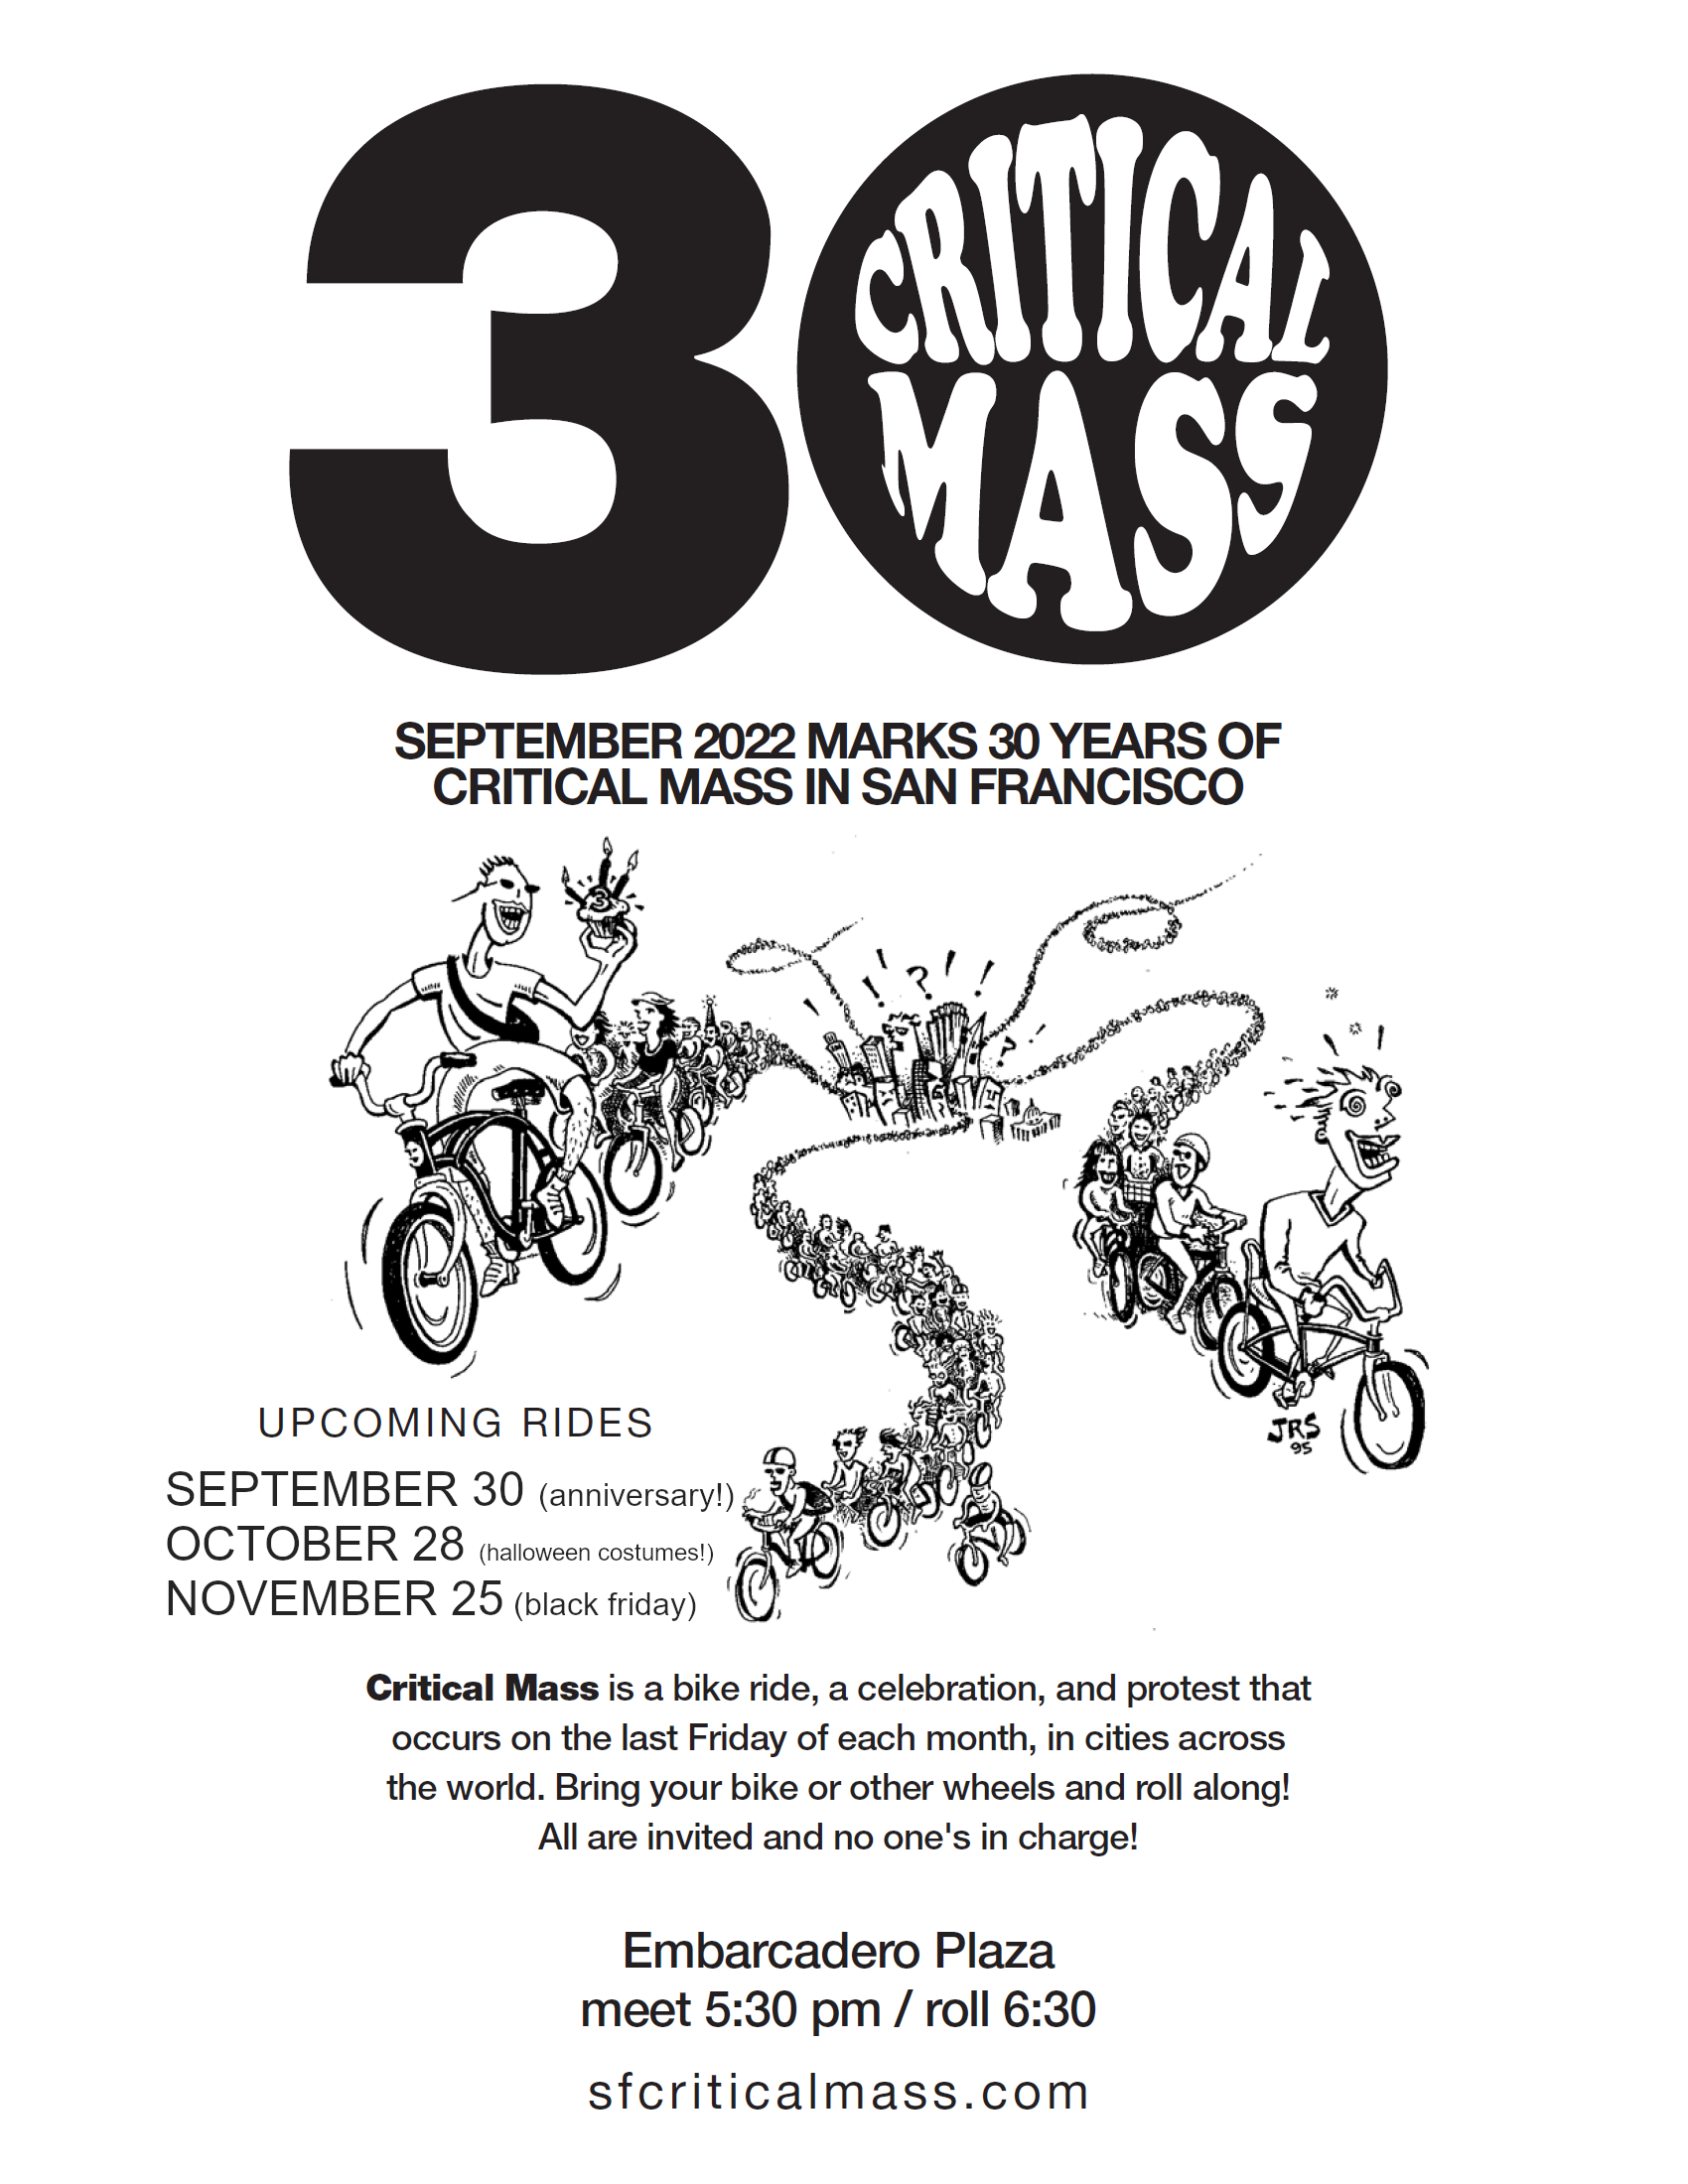 30
CRITICAL
MASS
SEPTEMBER 2022 MARKS 30 YEARS OF
CRITICAL MASS IN SAN FRANCISCO
3
! ! ? ! !
! ?
JRS
95
UPCOMING RIDES
SEPTEMBER 30 (anniversary!)
OCTOBER 28 (halloween costumes!)
NOVEMBER 25 (black friday)
Critical Mass is a bike ride, a celebration, and protest that
occurs on the last Friday of each month, in cities across
the world. Bring your bike or other wheels and roll along!
All are invited and no one's in charge!
Embarcadero Plaza
meet 5:30 pm / roll 6:30
sfcriticalmass.com